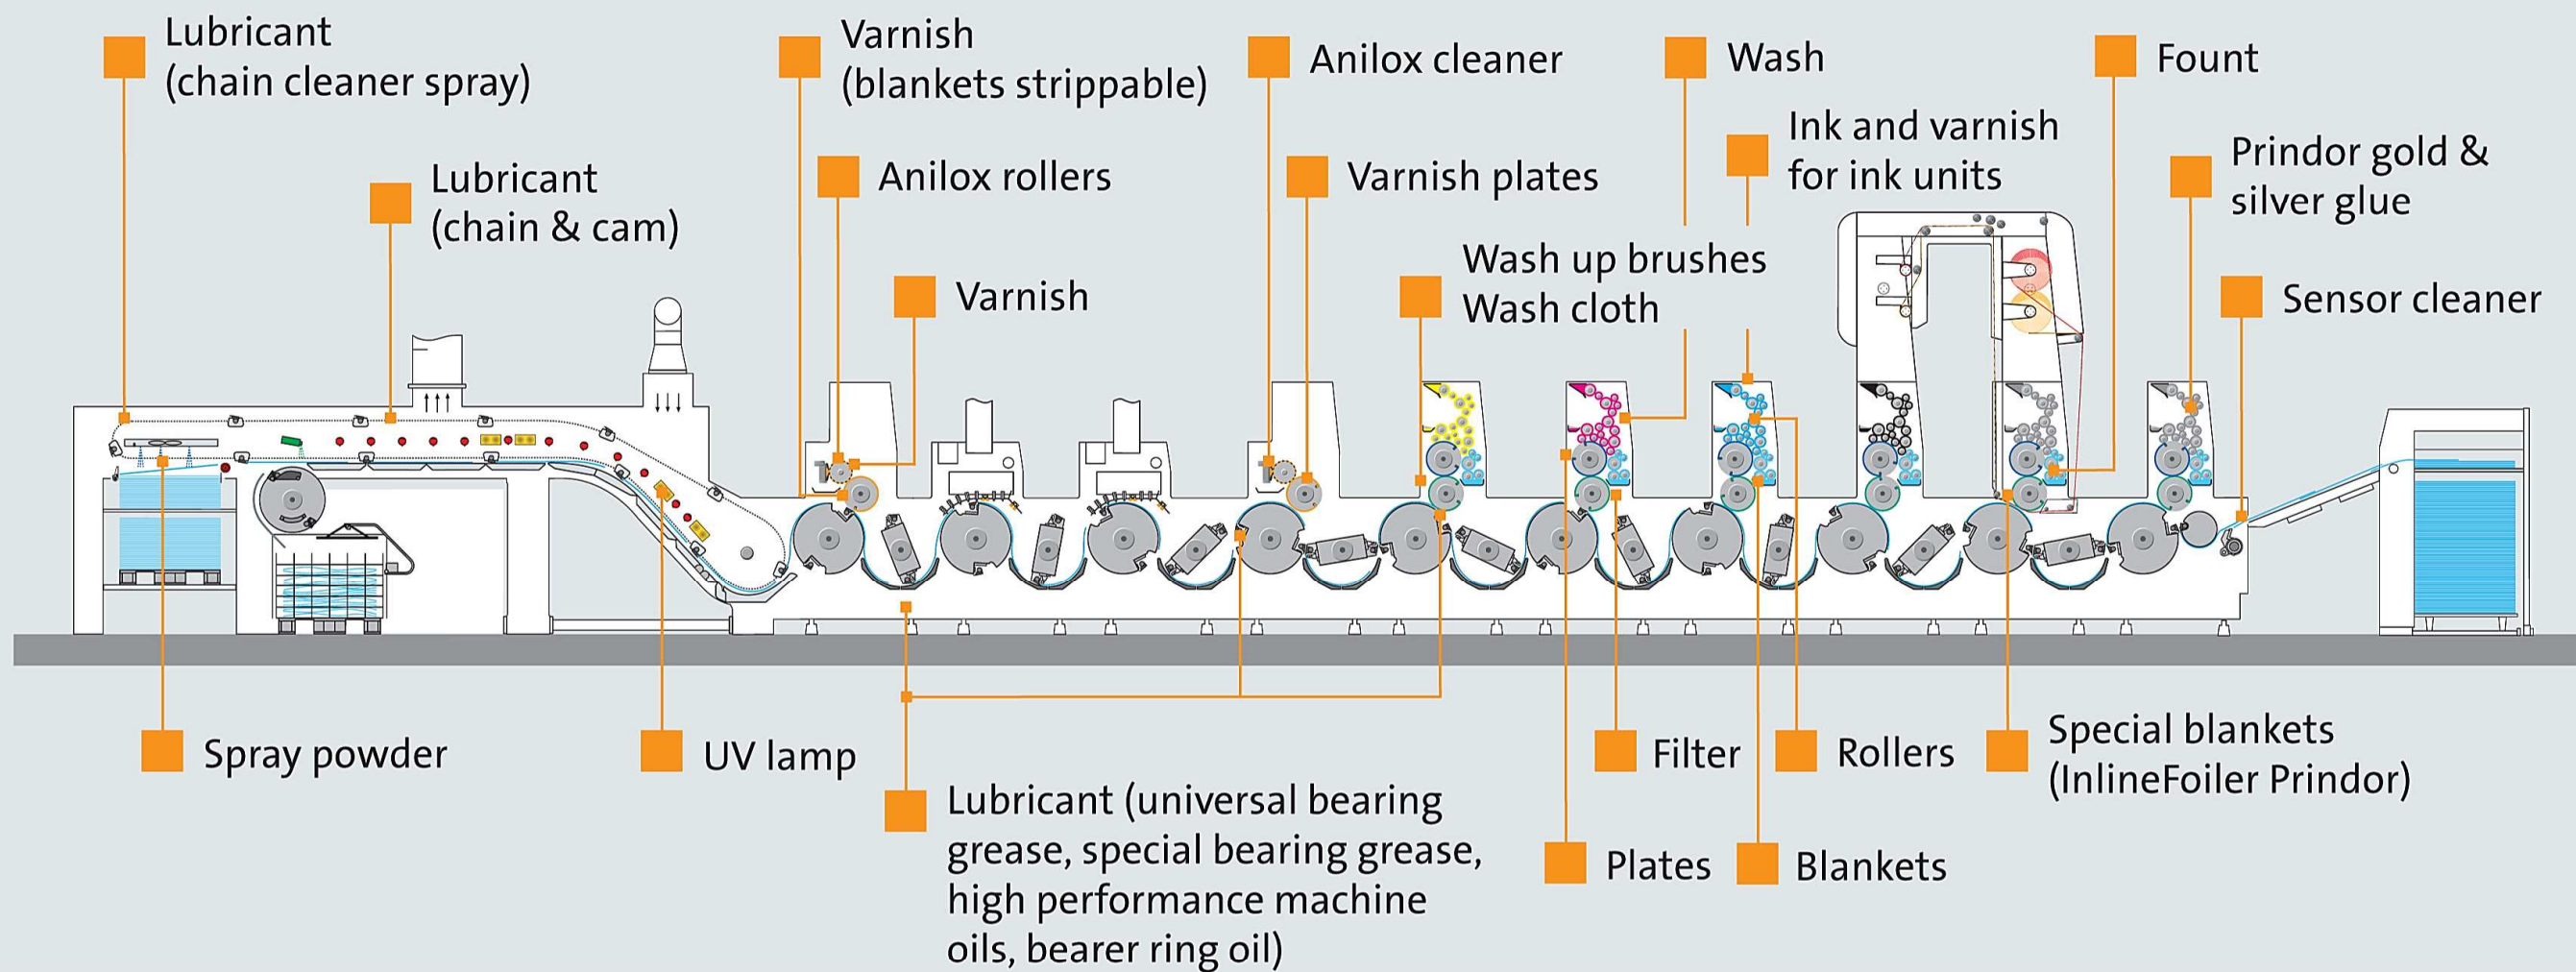 Lubricant
(chain cleaner spray)
Varnish
(blankets strippable)
Anilox cleaner
Wash
Fount
Ink and varnish
for ink units
Prindor gold &
silver glue
Lubricant
(chain & cam)
Anilox rollers
Varnish plates
Wash up brushes
Wash cloth
Varnish
Sensor cleaner
Spray powder
UV lamp
Filter
Rollers
Special blankets
(InlineFoiler Prindor)
Lubricant (universal bearing
grease, special bearing grease,
high performance machine
oils, bearer ring oil)
Plates
Blankets